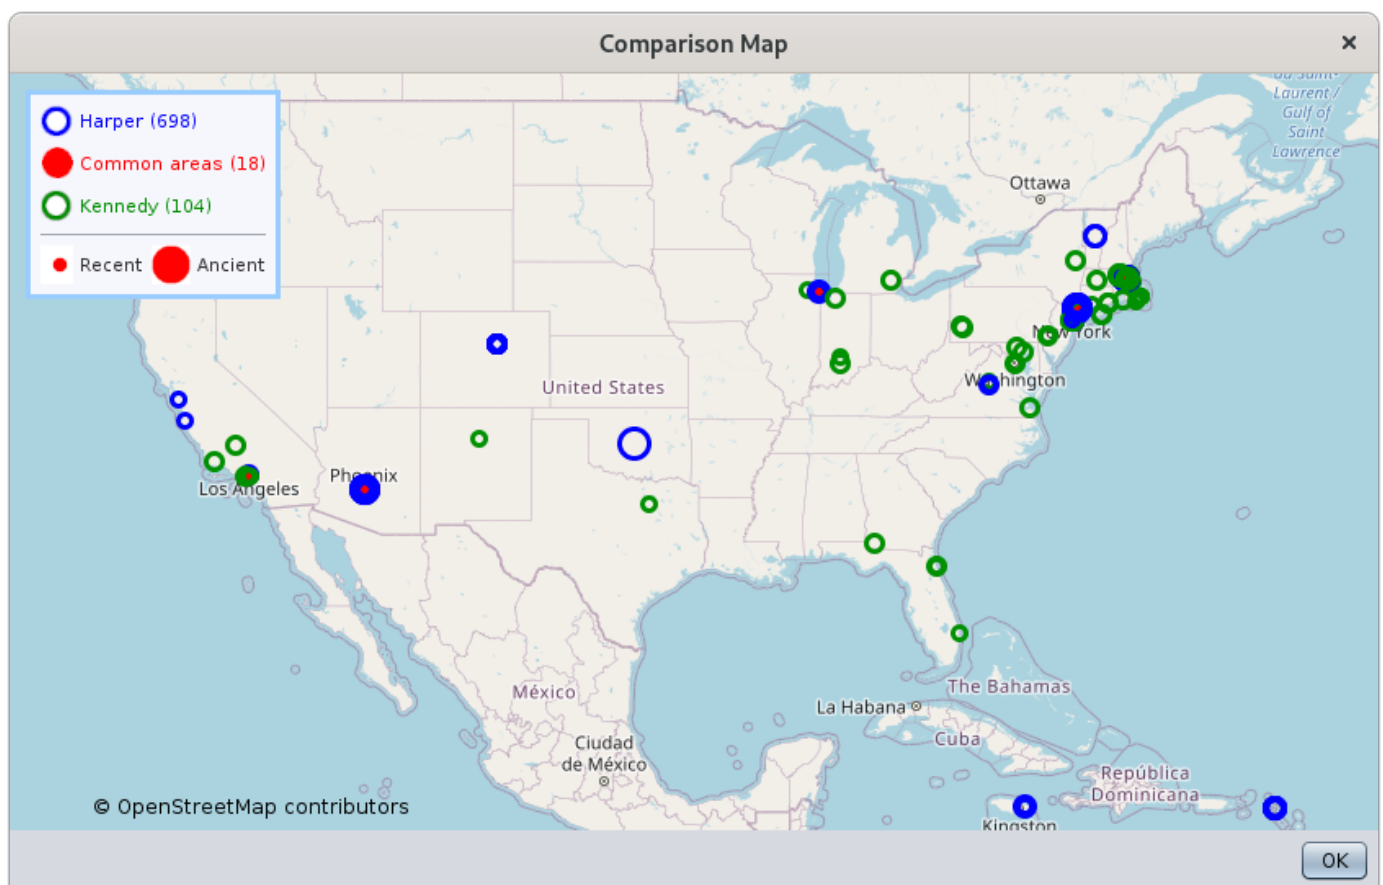 Comparison Map
×
Harper (698)
Common areas (18)
Kennedy (104)
Recent
Ancient
Laurent /
Gulf of
Saint
Lawrence
Ottawa
New York
Washington
United States
Phoenix
Los Angeles
México
The Bahamas
La Habana
Cuba
Ciudad
de México
República
Dominicana
Kingston
© OpenStreetMap contributors
OK